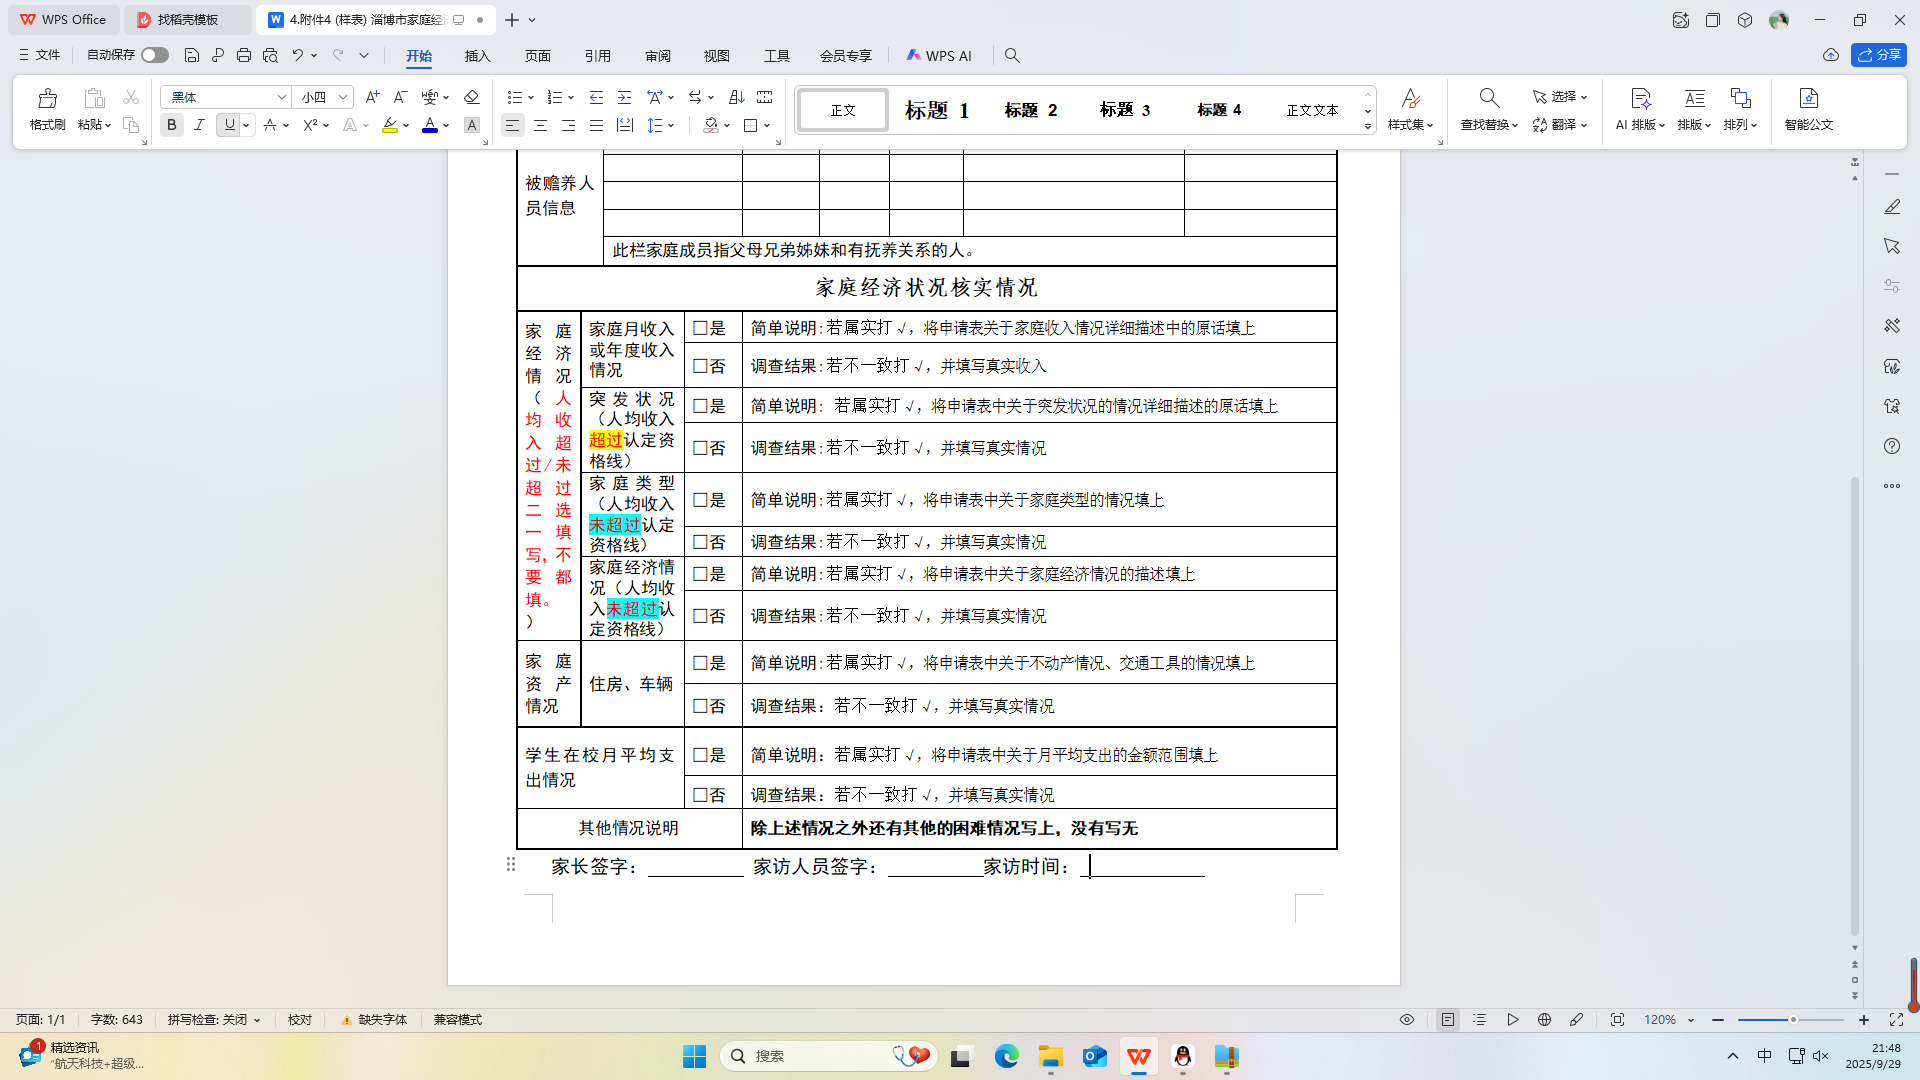 WPS Office
找稻壳模板
4.附件4 (样表) 淄博市家庭经
文件
自动保存
开始
插入
页面
引用
审阅
视图
工具
会员专享
WPS AI
分享
格式刷
粘贴
黑体
小四
B
正文
标题 1
标题 2
标题 3
标题 4
正文文本
样式集
查找替换
选择
翻译
AI 排版
排版
排列
智能公文
被赡养人
员信息
此栏家庭成员指父母兄弟姊妹和有抚养关系的人。
家庭经济状况核实情况
家庭
经济
情况
（人
均收
入超
过/未
超过
二选
一填
写，不
要都
填。
）
家庭月收入
或年度收入
情况
□是
简单说明:若属实打√，将申请表关于家庭收入情况详细描述中的原话填上
□否
调查结果:若不一致打√，并填写真实收入
突发状况
（人均收入
超过认定资
格线）
□是
简单说明: 若属实打√，将申请表中关于突发状况的情况详细描述的原话填上
□否
调查结果:若不一致打√，并填写真实情况
家庭类型
（人均收入
未超过认定
资格线）
□是
简单说明:若属实打√，将申请表中关于家庭类型的情况填上
□否
调查结果:若不一致打√，并填写真实情况
家庭经济情
况（人均收
入未超过认
定资格线）
□是
简单说明:若属实打√，将申请表中关于家庭经济情况的描述填上
□否
调查结果:若不一致打√，并填写真实情况
家庭
资产
情况
住房、车辆
□是
简单说明:若属实打√，将申请表中关于不动产情况、交通工具的情况填上
□否
调查结果：若不一致打√，并填写真实情况
学生在校月平均支
出情况
□是
简单说明：若属实打√，将申请表中关于月平均支出的金额范围填上
□否
调查结果：若不一致打√，并填写真实情况
其他情况说明
除上述情况之外还有其他的困难情况写上，没有写无
家长签字：__________ 家访人员签字：__________家访时间：_____________
页面: 1/1
字数: 643
拼写检查: 关闭
校对
缺失字体
兼容模式
120%
1
精选资讯
"航天科技+超级...
搜索
中
21:48
2025/9/29